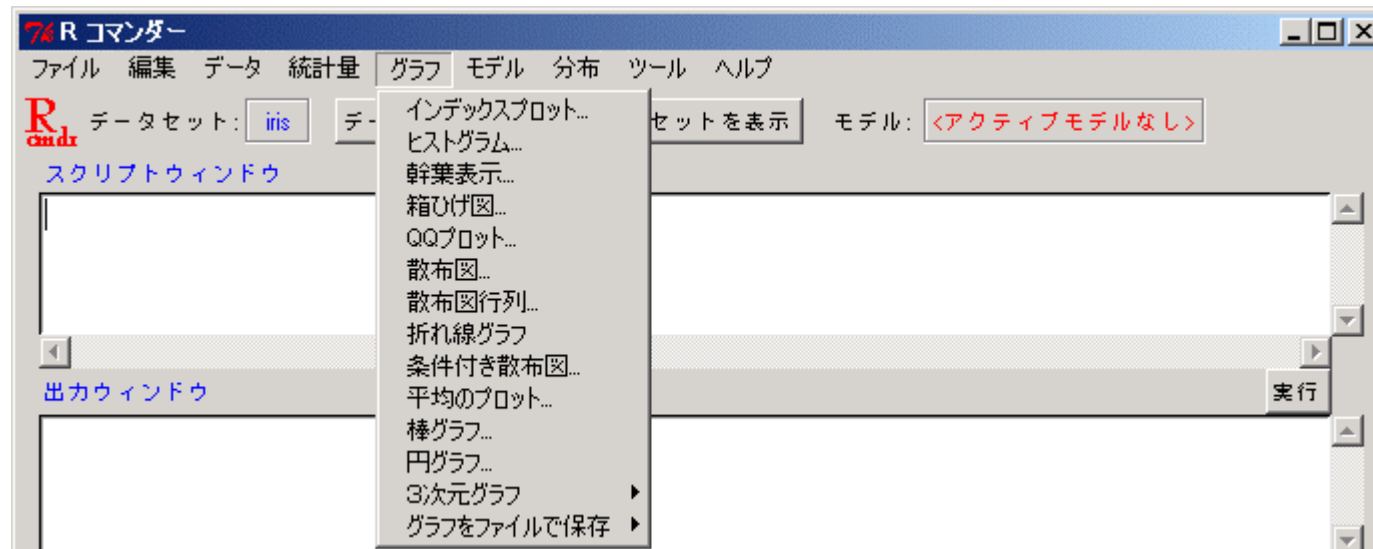 R コマンダー
ファイル 編集 データ 統計量 グラフ モデル 分布 ツール ヘルプ
Rcmdr データセット: iris デー セットを表示 モデル: <アクティブモデルなし>
スクリプトウィンドウ
インデックスプロット...
ヒストグラム...
幹葉表示...
箱ひげ図...
QQプロット...
散布図...
散布図行列...
折れ線グラフ
条件付き散布図...
平均のプロット...
棒グラフ...
円グラフ...
3次元グラフ
グラフをファイルで保存
出力ウィンドウ
実行